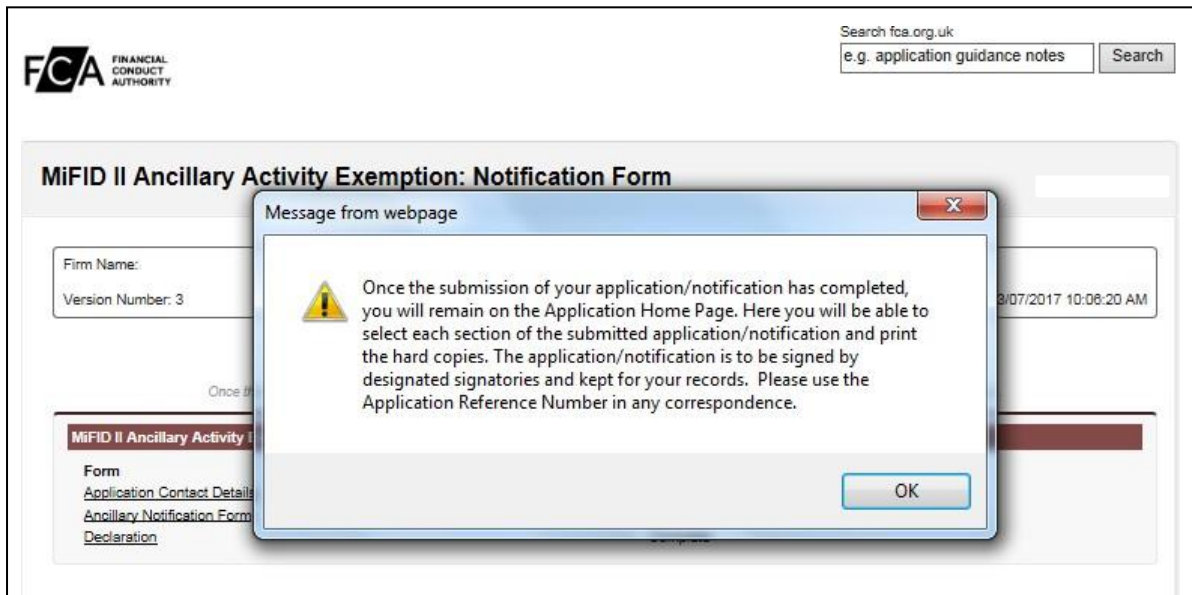 Search fca.org.uk
FCA FINANCIAL
CONDUCT
AUTHORITY
e.g. application guidance notes Search
MiFID II Ancillary Activity Exemption: Notification Form
Message from webpage
Firm Name:
Version Number: 3
3/07/2017 10:06:20 AM
Once the submission of your application/notification has completed,
you will remain on the Application Home Page. Here you will be able to
select each section of the submitted application/notification and print
the hard copies. The application/notification is to be signed by
designated signatories and kept for your records.  Please use the
Application Reference Number in any correspondence.
Once
MiFID II Ancillary Activity
Form
Application Contact Details
Ancillary Notification Form
Declaration
OK